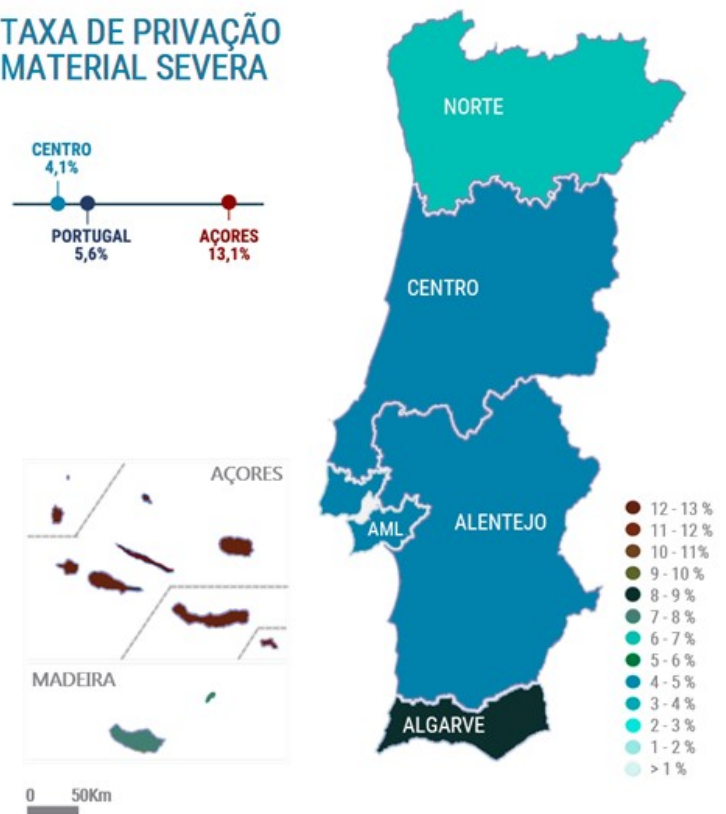 TAXA DE PRIVAÇÃO
MATERIAL SEVERA
CENTRO
4,1%
PORTUGAL
5,6%
AÇORES
13,1%
NORTE
CENTRO
AML
ALENTEJO
ALGARVE
AÇORES
MADEIRA
0 50Km
12 - 13 %
11 - 12 %
10 - 11%
9 - 10 %
8 - 9 %
7 - 8 %
6 - 7 %
5 - 6 %
4 - 5 %
3 - 4 %
2 - 3 %
1 - 2 %
> 1 %